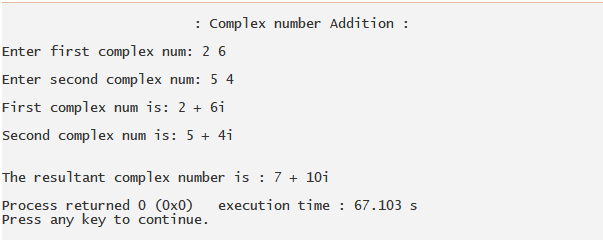 : Complex number Addition :
Enter first complex num: 2 6
Enter second complex num: 5 4
First complex num is: 2 + 6i
Second complex num is: 5 + 4i
The resultant complex number is : 7 + 10i
Process returned 0 (0x0)   execution time : 67.103 s
Press any key to continue.